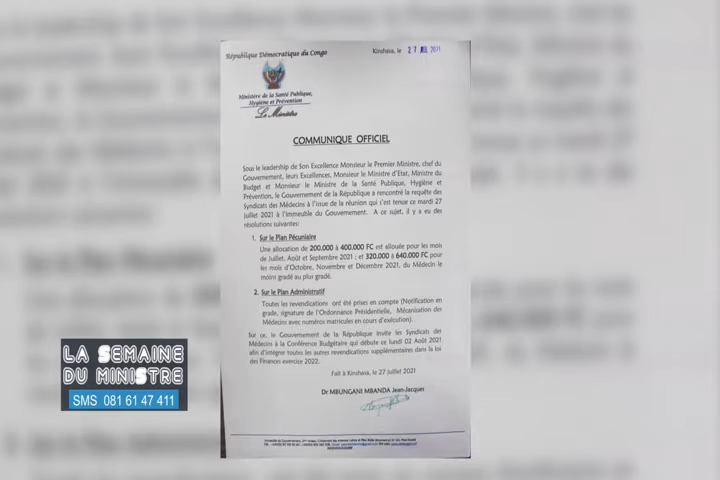 République Démocratique du Congo
Kinshasa, le 27 JUIL 2021
Ministère de la Santé Publique,
Hygiène et Prévention
Le Ministre
COMMUNIQUE OFFICIEL
Sous le leadership de Son Excellence Monsieur le Premier Ministre, chef du
Gouvernement, leurs Excellences, Monsieur le Ministre d'Etat, Ministre du
Budget et Monsieur le Ministre de la Santé Publique, Hygiène et
Prévention, le Gouvernement de la République a rencontré la requête des
Syndicats des Médecins à l'issue de la réunion qui s'est tenue ce mardi 27
Juillet 2021 à l'immeuble du Gouvernement. A ce sujet, il y a eu des
résolutions suivantes:
1. Sur le Plan Pécuniaire
Une allocation de 200.000 à 400.000 FC est allouée pour les mois
de Juillet, Août et Septembre 2021 ; et 320.000 à 640.000 FC pour
les mois d'Octobre, Novembre et Décembre 2021, du Médecin le
moins gradé au plus gradé.
2. Sur le Plan Administratif
Toutes les revendications ont été prises en compte (Notification en
grade, signature de l'Ordonnance Présidentielle, Mécanisation des
Médecins avec numéros matricules en cours d'exécution).
Sur ce, le Gouvernement de la République invite les Syndicats des
Médecins à la Conférence Budgétaire qui débute ce lundi 02 Août 2021
afin d'intégrer toutes les autres revendications supplémentaires dans la loi
des Finances exercice 2022.
Fait à Kinshasa, le 27 juillet 2021
Dr MBUNGANI MBANDA Jean-Jacques
LA SEMAINE
DU MINISTRE
SMS 081 61 47 411